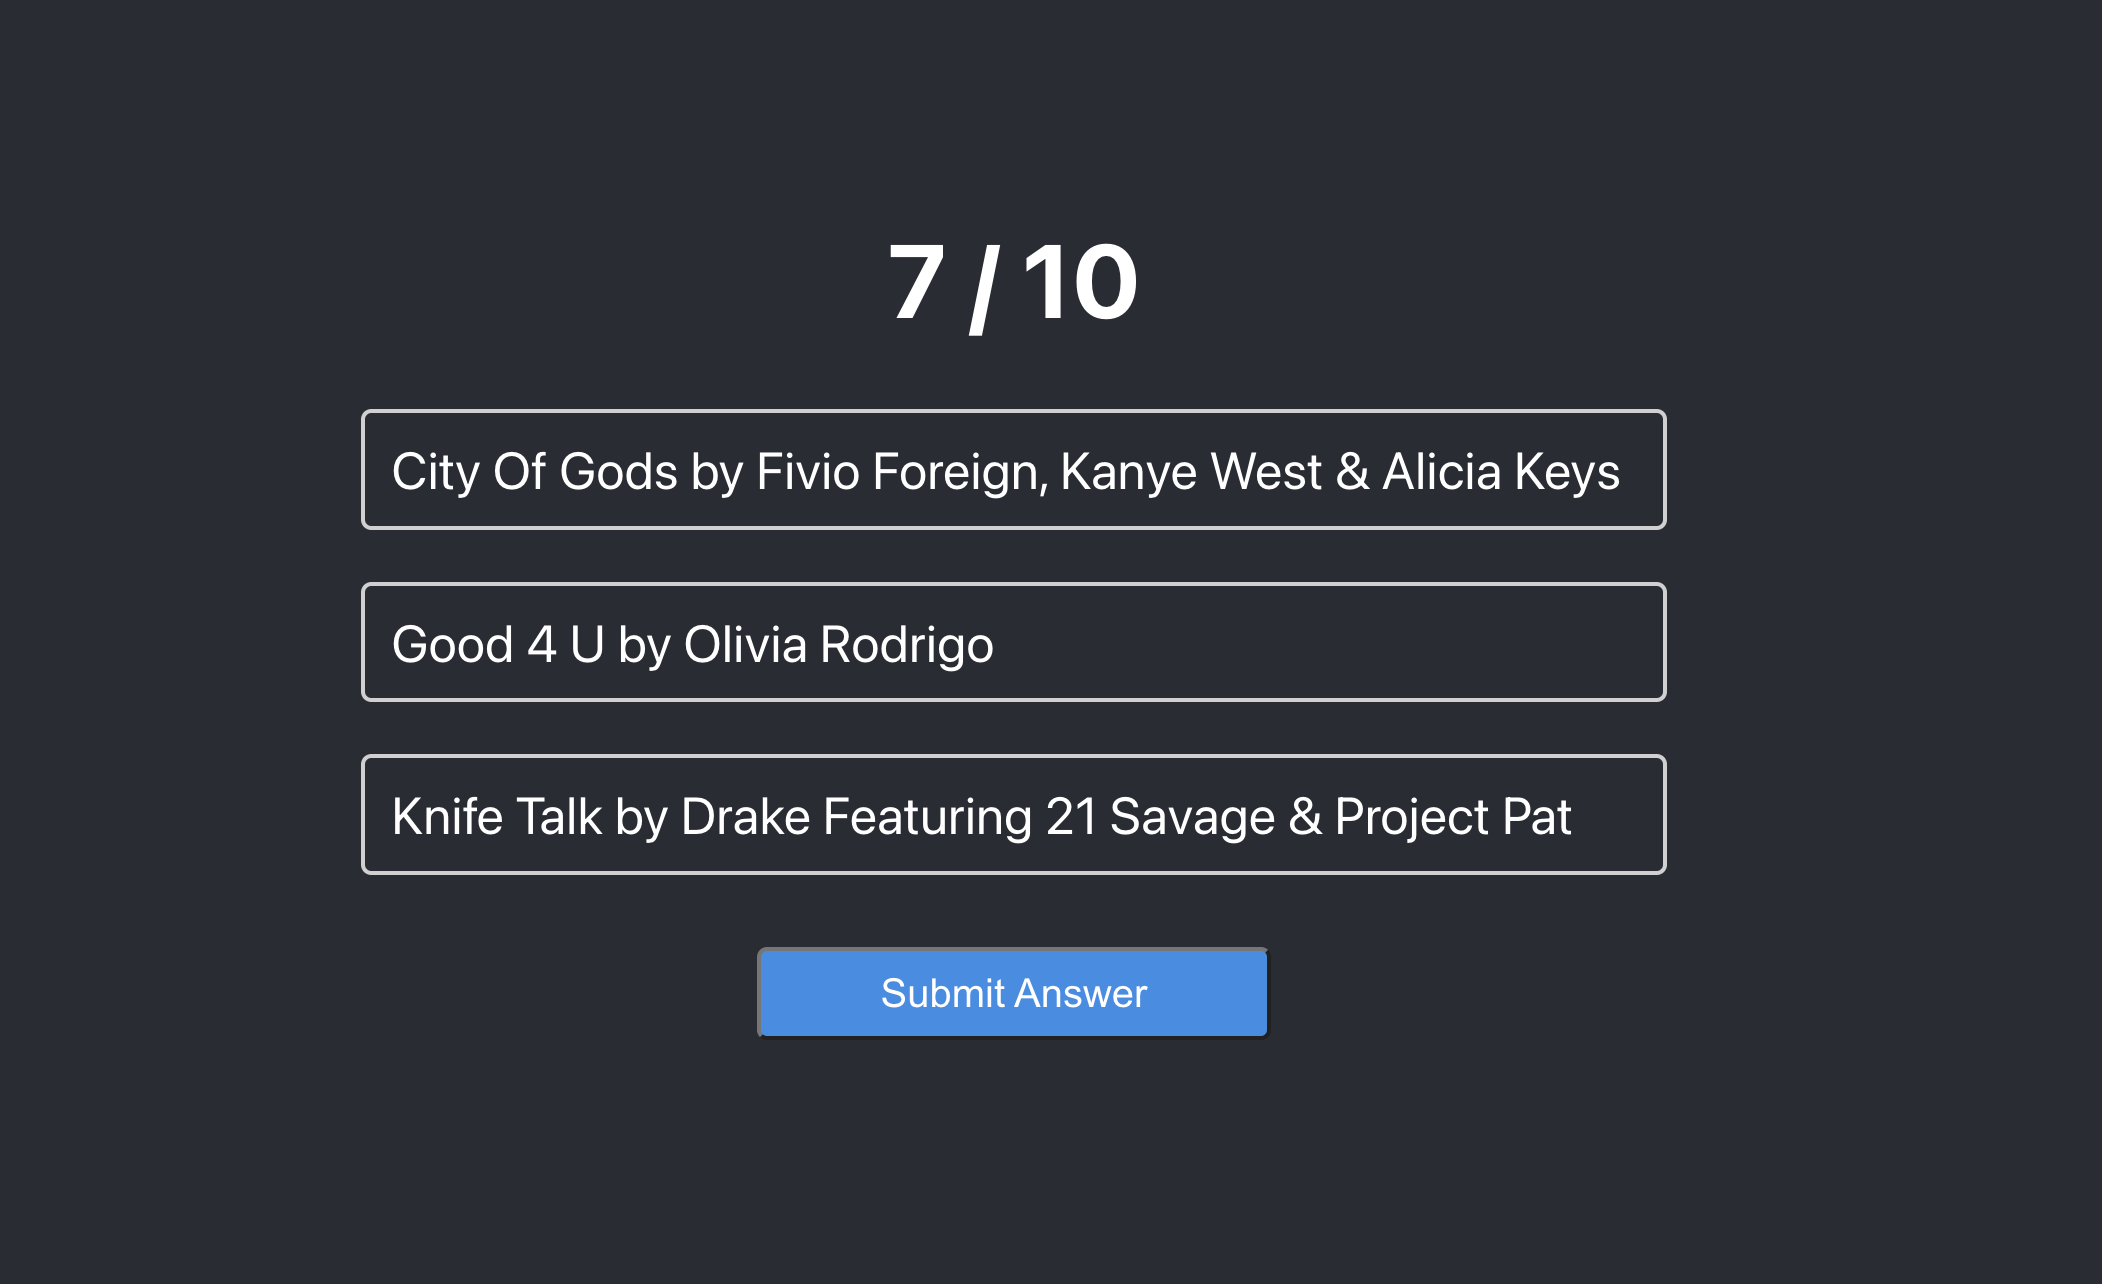 7 / 10
City Of Gods by Fivio Foreign, Kanye West & Alicia Keys
Good 4 U by Olivia Rodrigo
Knife Talk by Drake Featuring 21 Savage & Project Pat
Submit Answer